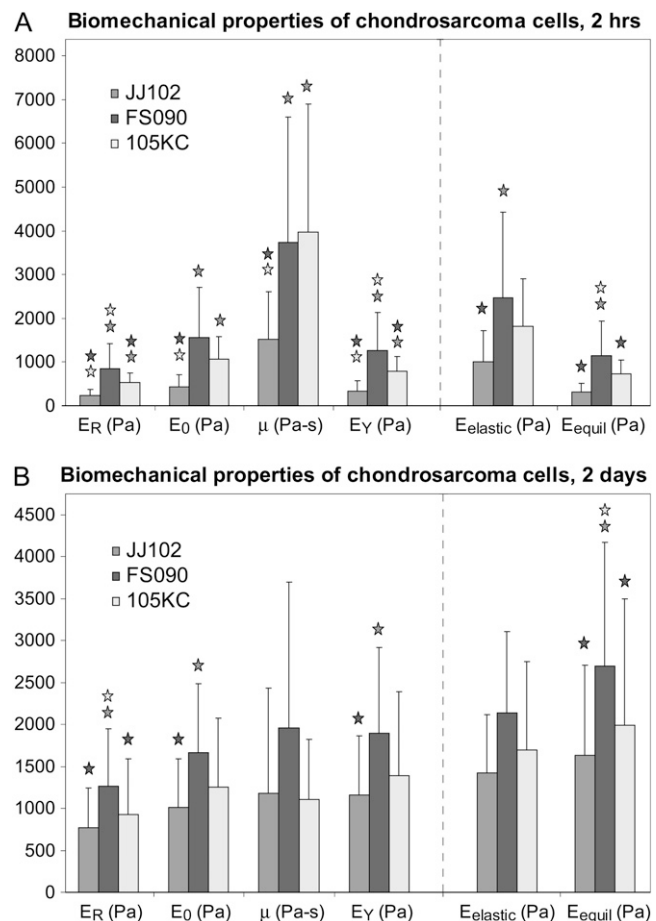 A Biomechanical properties of chondrosarcoma cells, 2 hrs
8000
7000
6000
5000
4000
3000
2000
1000
0
JJ102
FS090
105KC
E_R (Pa) E_0 (Pa) μ (Pa-s) E_Y (Pa) E_elastic (Pa) E_equil (Pa)
B Biomechanical properties of chondrosarcoma cells, 2 days
4500
4000
3500
3000
2500
2000
1500
1000
500
0
JJ102
FS090
105KC
E_R (Pa) E_0 (Pa) μ (Pa-s) E_Y (Pa) E_elastic (Pa) E_equil (Pa)